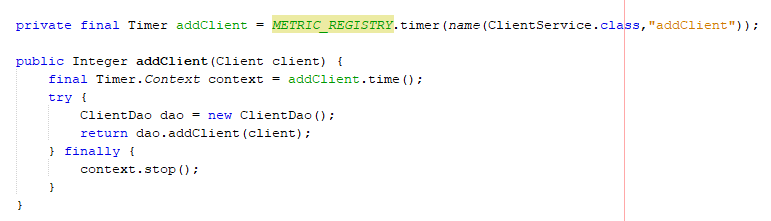 private final Timer addClient = METRIC_REGISTRY.timer(name(ClientService.class,"addClient"));
public Integer addClient(Client client) {
final Timer.Context context = addClient.time();
try {
ClientDao dao = new ClientDao();
return dao.addClient(client);
} finally {
context.stop();
}
}